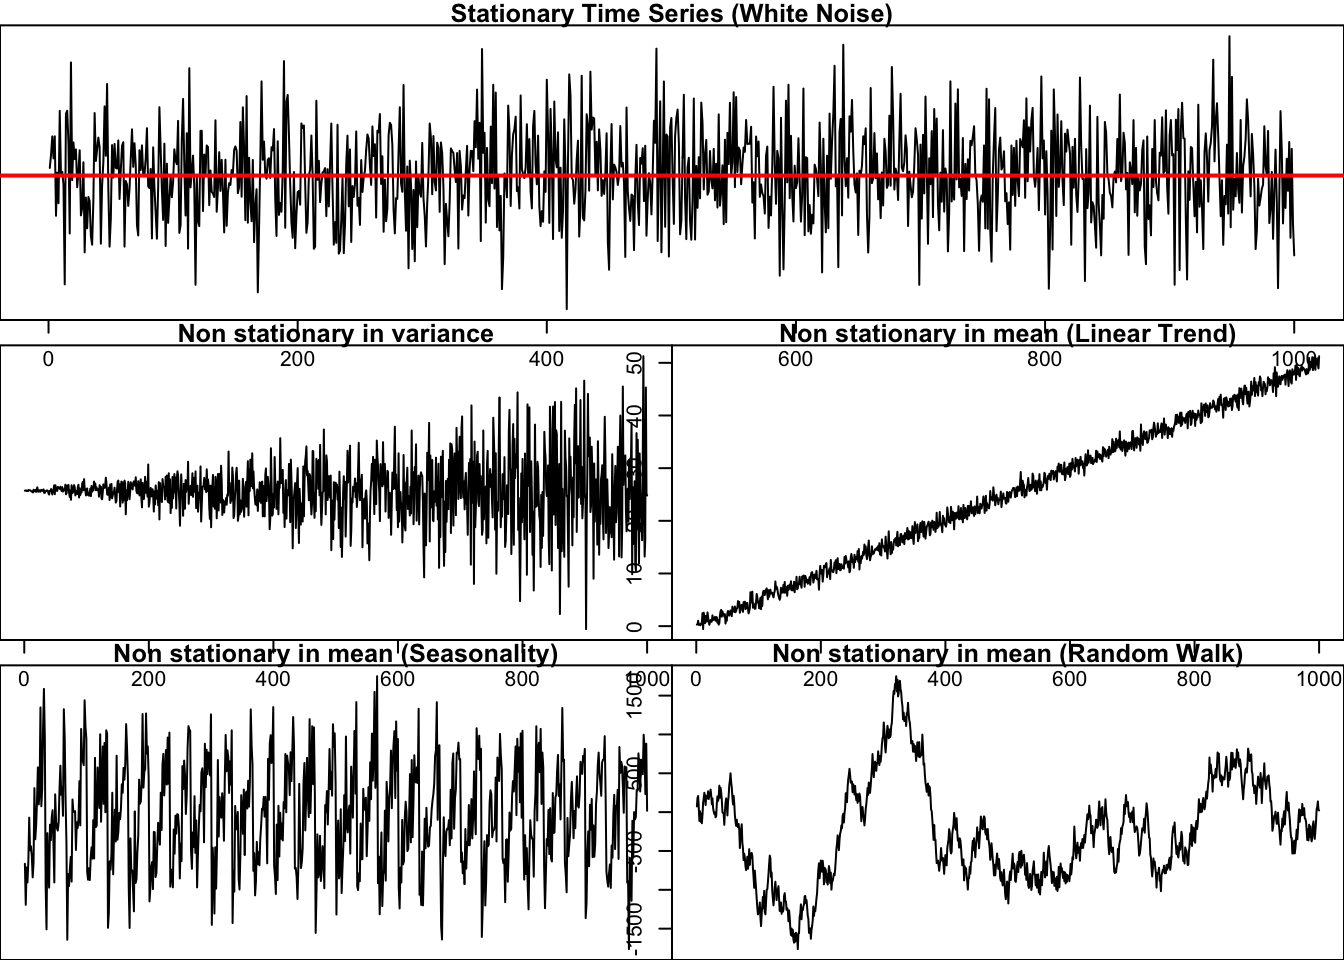 Stationary Time Series (White Noise)
Non stationary in variance
Non stationary in mean (Linear Trend)
0 200 400 600 800 1000
50
40
10
0
Non stationary in mean (Seasonality)
Non stationary in mean (Random Walk)
0 200 400 600 800 1000
0 200 400 600 800 1000
1500
500
-500
-1500